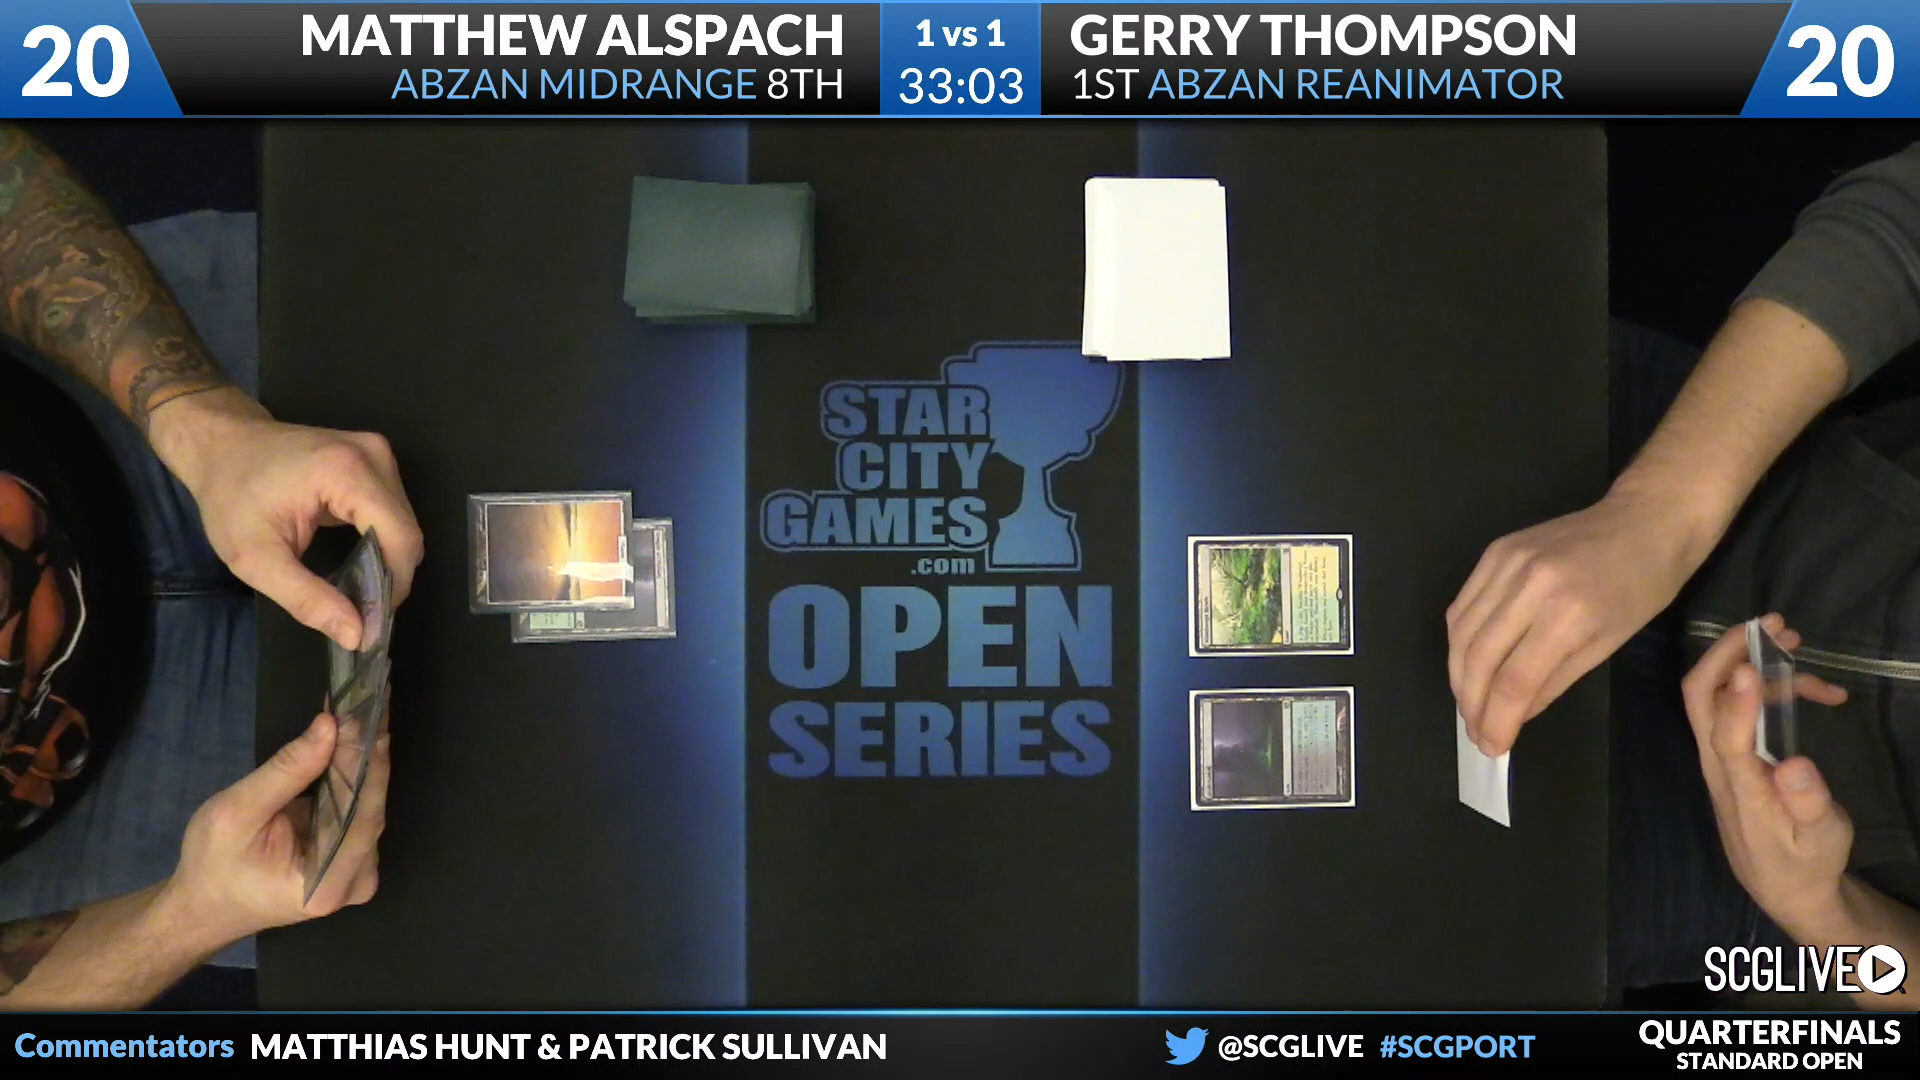 20
MATTHEW ALSPACH
ABZAN MIDRANGE 8TH
1 vs 1
33:03
GERRY THOMPSON
1ST ABZAN REANIMATOR
20
STAR
CITY
GAMES
.com
OPEN
SERIES
SCGLIVE
Commentators MATTHIAS HUNT & PATRICK SULLIVAN
@SCGLIVE #SCGPORT
QUARTERFINALS
STANDARD OPEN